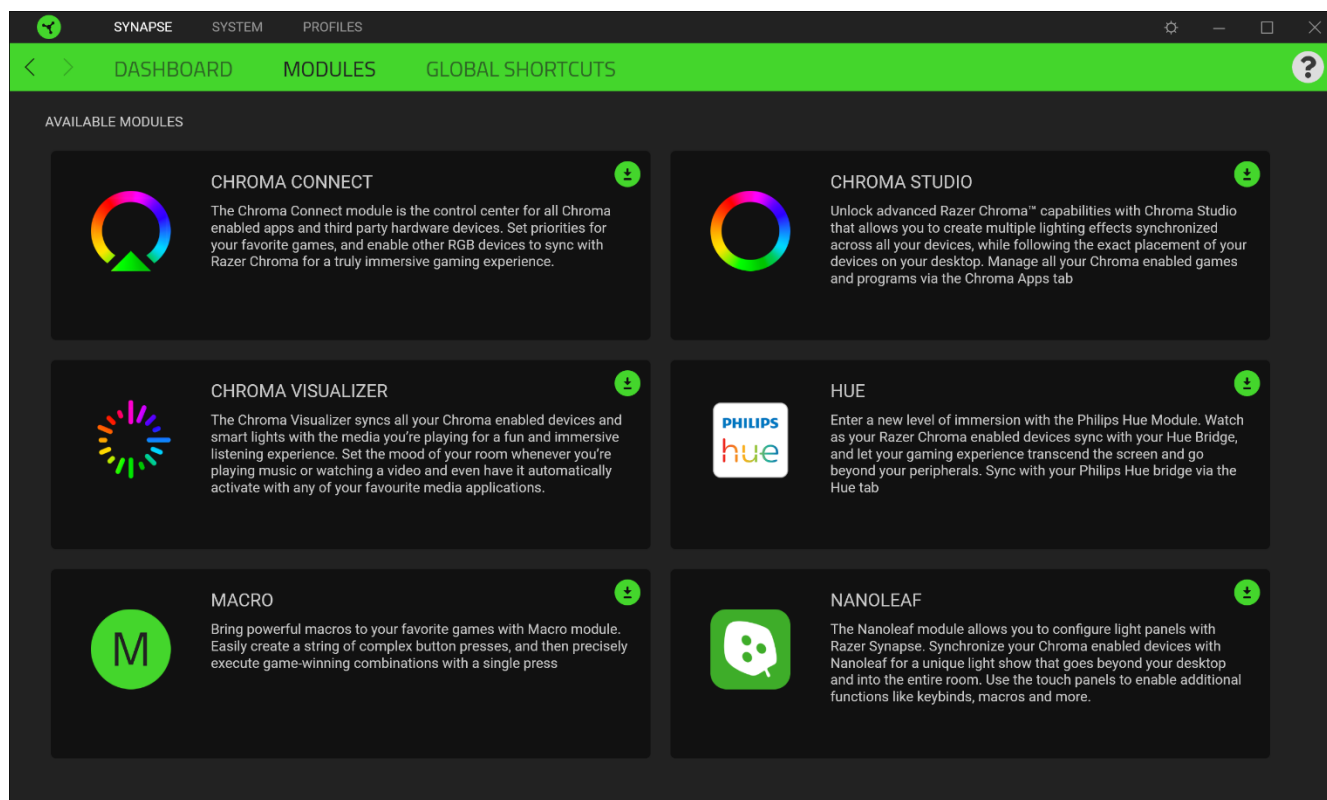 SYNAPSE SYSTEM PROFILES
DASHBOARD MODULES GLOBAL SHORTCUTS ?
AVAILABLE MODULES
CHROMA CONNECT
The Chroma Connect module is the control center for all Chroma
enabled apps and third party hardware devices. Set priorities for
your favorite games, and enable other RGB devices to sync with
Razer Chroma for a truly immersive gaming experience.
CHROMA STUDIO
Unlock advanced Razer Chroma™ capabilities with Chroma Studio
that allows you to create multiple lighting effects synchronized
across all your devices, while following the exact placement of your
devices on your desktop. Manage all your Chroma enabled games
and programs via the Chroma Apps tab
CHROMA VISUALIZER
The Chroma Visualizer syncs all your Chroma enabled devices and
smart lights with the media you’re playing for a fun and immersive
listening experience. Set the mood of your room whenever you’re
playing music or watching a video and even have it automatically
activate with any of your favourite media applications.
PHILIPS
hue
HUE
Enter a new level of immersion with the Philips Hue Module. Watch
as your Razer Chroma enabled devices sync with your Hue Bridge,
and let your gaming experience transcend the screen and go
beyond your peripherals. Sync with your Philips Hue bridge via the
Hue tab
M
MACRO
Bring powerful macros to your favorite games with Macro module.
Easily create a string of complex button presses, and then precisely
execute game-winning combinations with a single press
NANOLEAF
The Nanoleaf module allows you to configure light panels with
Razer Synapse. Synchronize your Chroma enabled devices with
Nanoleaf for a unique light show that goes beyond your desktop
and into the entire room. Use the touch panels to enable additional
functions like keybinds, macros and more.